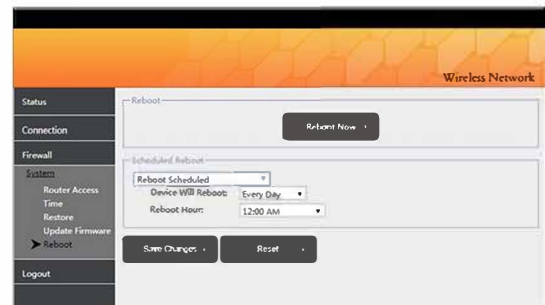 Wireless Network
Status
Connection
Firewall
System
Router Access
Time
Restore
Update Firmware
Reboot
Logout
Reboot
Reboot Now
Scheduled Reboot
Reboot Scheduled
Device Will Reboot: Every Day
Reboot Hour: 12:00 AM
Save Changes
Reset